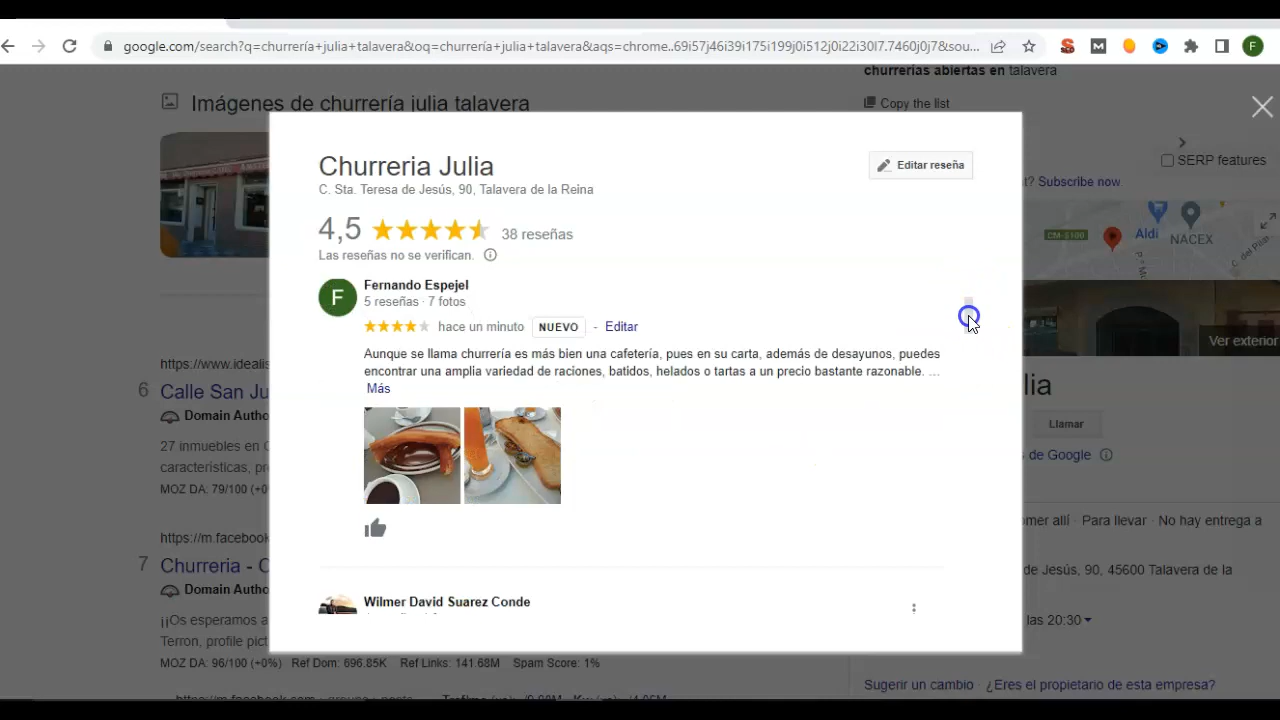 google.com/search?q=churrería+julia+talavera&oq=churrería+julia+talavera&aqs=chrome..69i57j46i39i175i199j0i512j0i22i30l7.7460j0j7&sou...
F
churrerías abiertas en talavera
Imágenes de churrería julia talavera
Copy the list
SERP features
t? Subscribe now
CM-5100
Aldi
NACEX
C. del Pilar
Ver exterior
Churreria Julia
Editar reseña
C. Sta. Teresa de Jesús, 90, Talavera de la Reina
4,5
38 reseñas
Las reseñas no se verifican.
F
Fernando Espejel
5 reseñas · 7 fotos
hace un minuto
NUEVO
- Editar
Aunque se llama churrería es más bien una cafetería, pues en su carta, además de desayunos, puedes
encontrar una amplia variedad de raciones, batidos, helados o tartas a un precio bastante razonable. ...
Más
Wilmer David Suarez Conde
https://www.idealis
6
Calle San Ju
Domain Autho
27 inmuebles en C
características, pr
MOZ DA: 79/100 (+0
https://m.facebook
7
Churreria - C
Domain Autho
¡¡Os esperamos a
Terron, profile pict
MOZ DA: 96/100 (+0%)
Ref Dom: 696.85K
Ref Links: 141.68M
Spam Score: 1%
lia
Llamar
de Google
omer allí · Para llevar · No hay entrega a
de Jesús, 90, 45600 Talavera de la
las 20:30
Sugerir un cambio · ¿Eres el propietario de esta empresa?